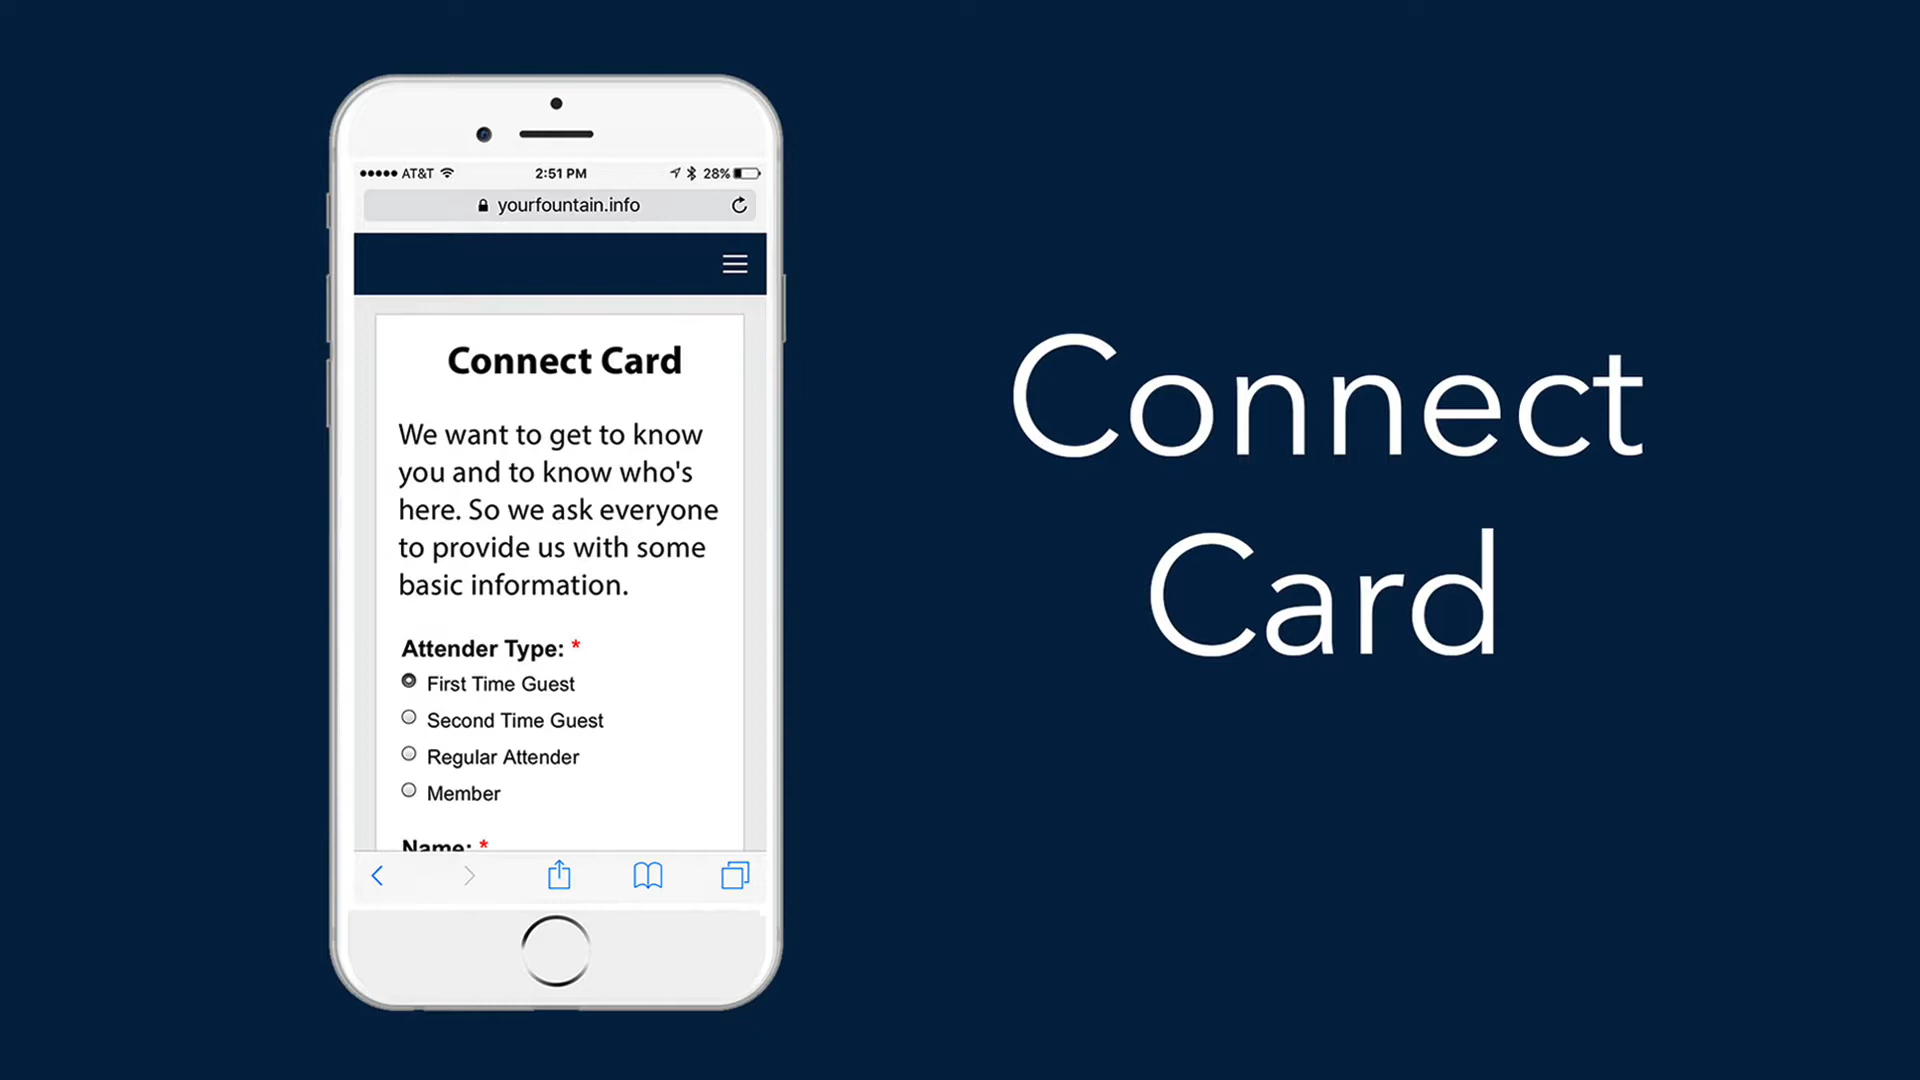 AT&T
2:51 PM
28%
yourfountain.info
Connect Card
We want to get to know
you and to know who's
here. So we ask everyone
to provide us with some
basic information.
Attender Type: *
First Time Guest
Second Time Guest
Regular Attender
Member
Name: *
Connect
Card